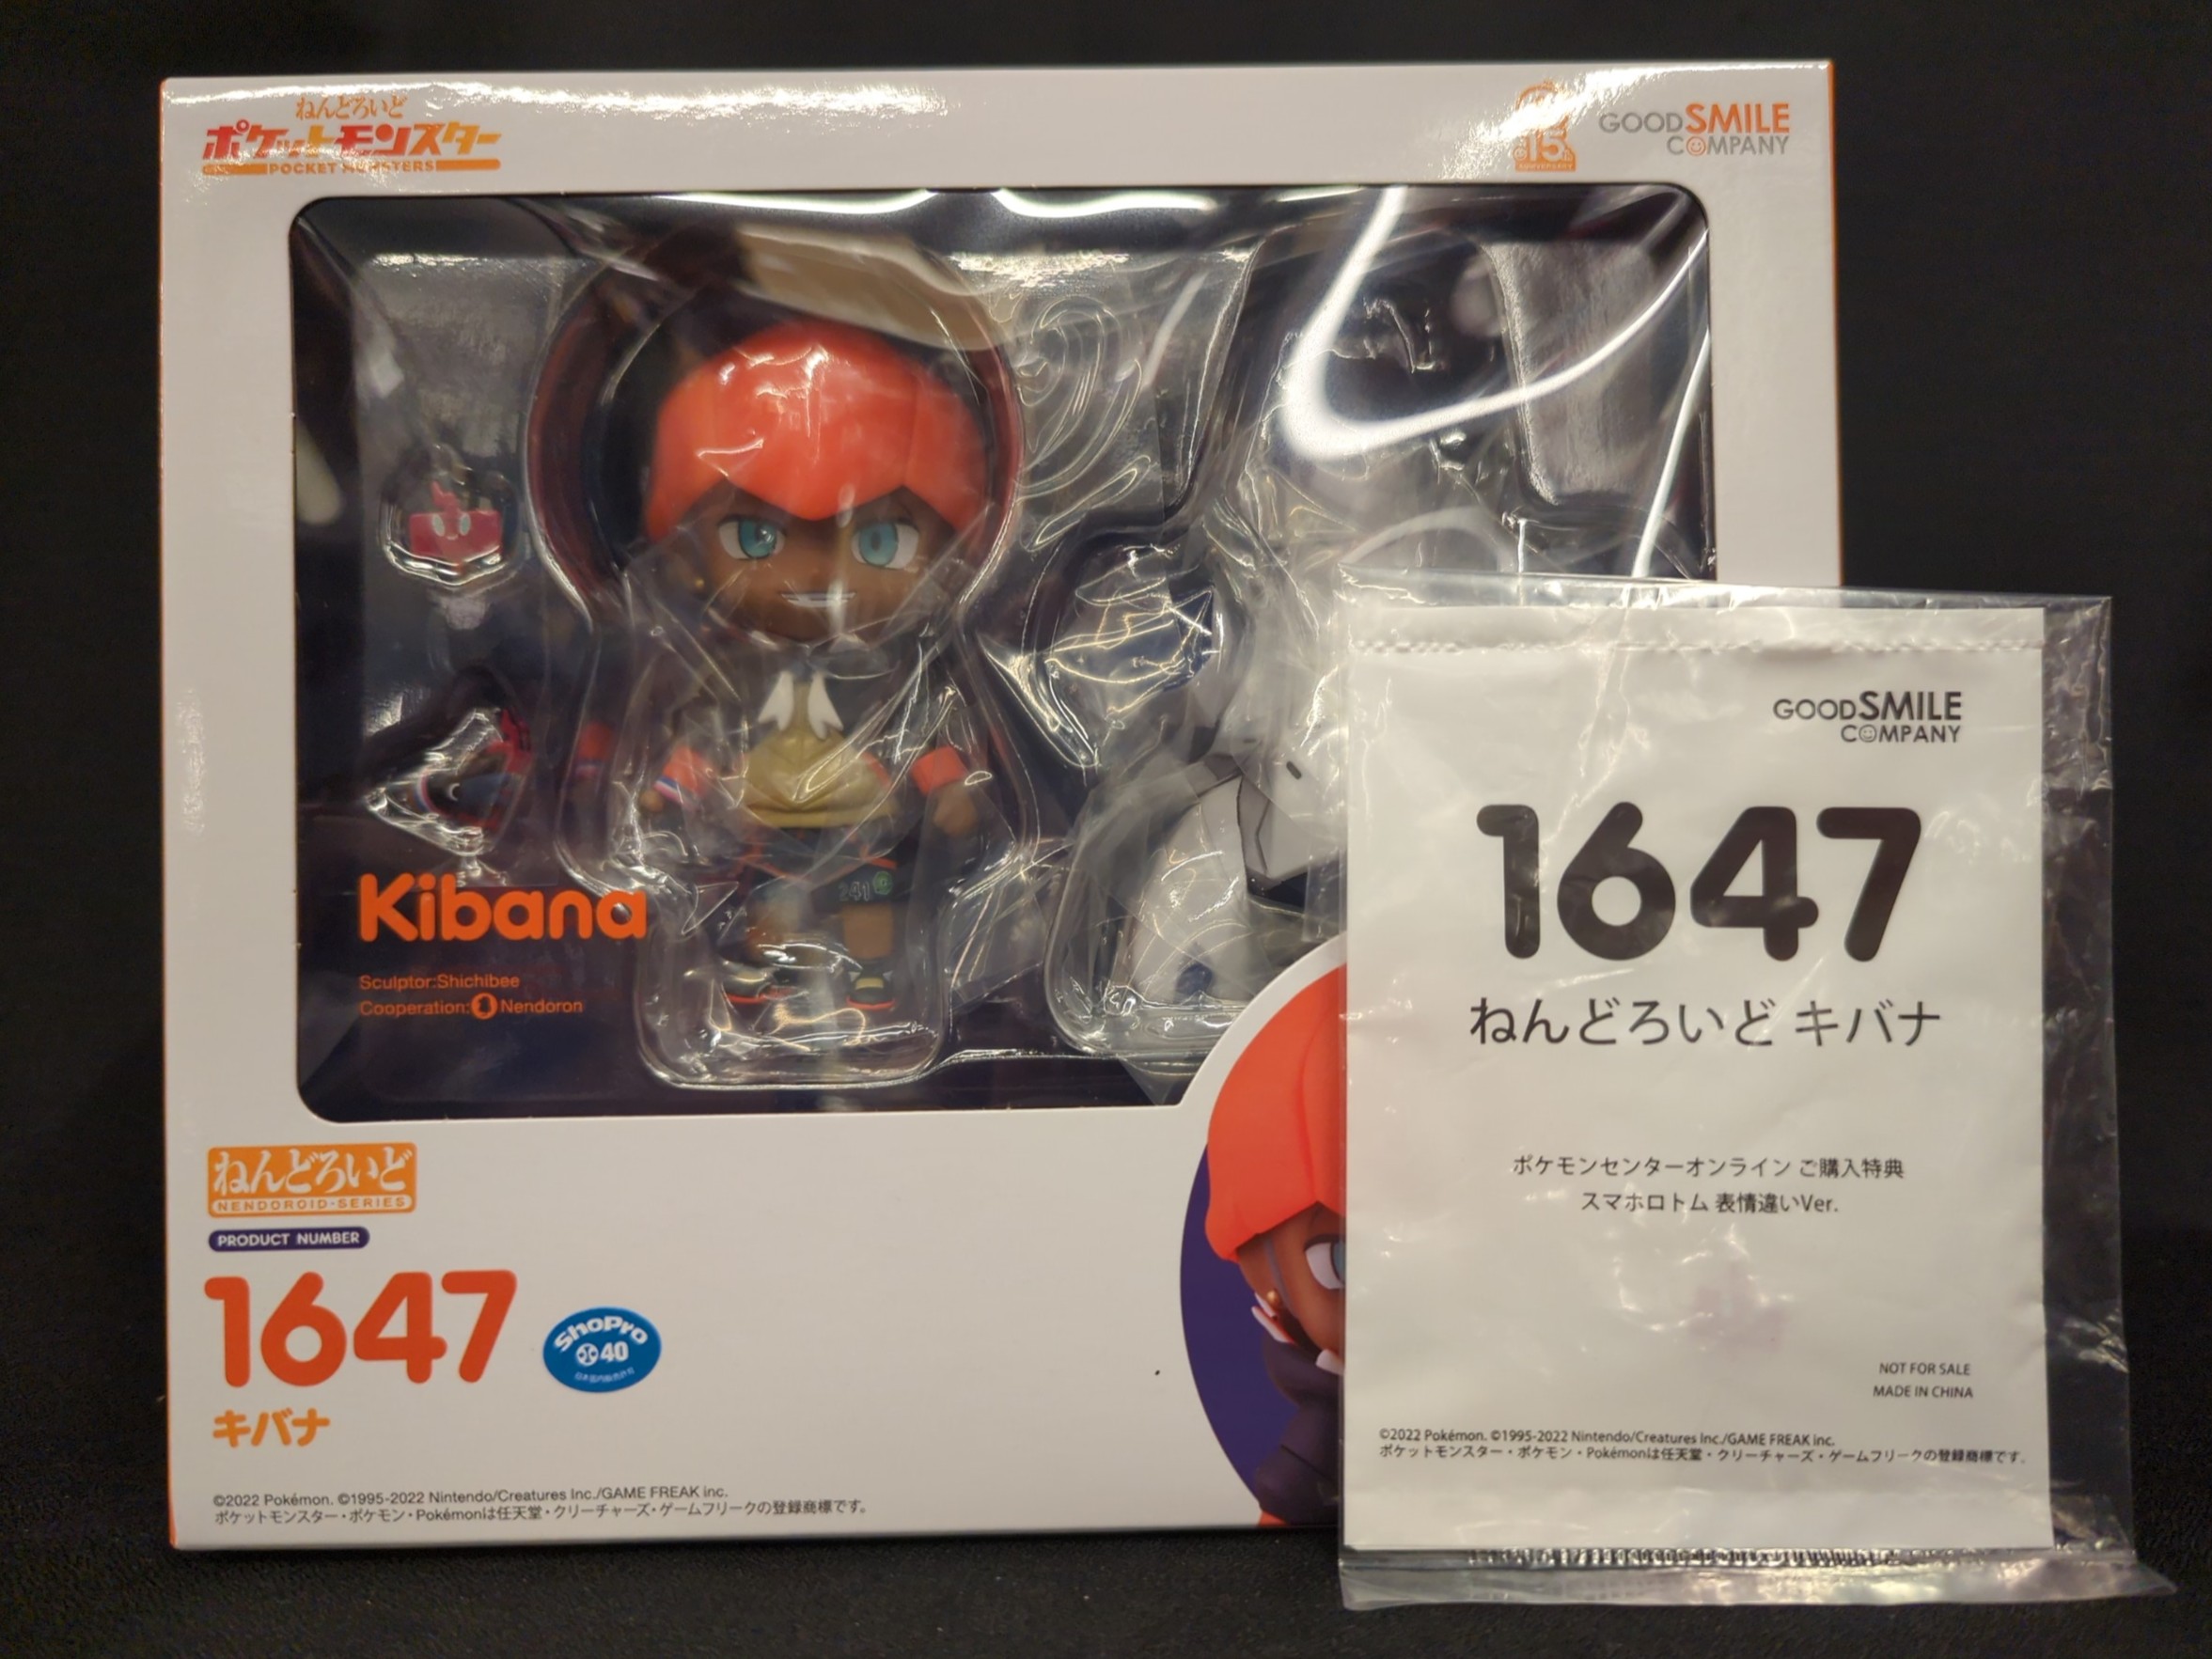 ねんどろいど
ポケットモンスター
POCKET MONSTERS
15
ANNIVERSARY
GOOD SMILE
COMPANY
241
Kibana
Sculptor:Shichibee
Cooperation: Nendoron
ねんどろいど
NENDOROID-SERIES
PRODUCT NUMBER
1647
キバナ
ShoPro
40
©2022 Pokémon. ©1995-2022 Nintendo/Creatures Inc./GAME FREAK inc.
ポケットモンスター・ポケモン・Pokémonは任天堂・クリーチャーズ・ゲームフリークの登録商標です。
GOOD SMILE
COMPANY
1647
ねんどろいど キバナ
ポケモンセンターオンライン ご購入特典
スマホロトム 表情違いVer.
NOT FOR SALE
MADE IN CHINA
©2022 Pokémon. ©1995-2022 Nintendo/Creatures Inc./GAME FREAK inc.
ポケットモンスター・ポケモン・Pokémonは任天堂・クリーチャーズ・ゲームフリークの登録商標です。